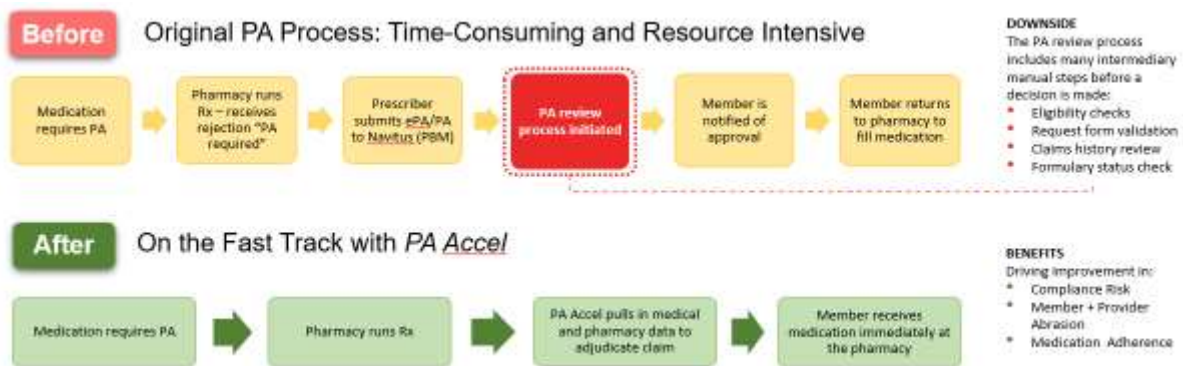 Before
Original PA Process: Time-Consuming and Resource Intensive
Medication
requires PA
Pharmacy runs
Rx – receives
rejection "PA
required"
Prescriber
submits ePA/PA
to Navitus (PBM)
PA review
process initiated
Member is
notified of
approval
Member returns
to pharmacy to
fill medication
DOWNSIDE
The PA review process
includes many intermediary
manual steps before a
decision is made:
• Eligibility checks
• Request form validation
• Claims history review
• Formulary status check
After
On the Fast Track with PA Accel
Medication requires PA
Pharmacy runs Rx
PA Accel pulls in medical
and pharmacy data to
adjudicate claim
Member receives
medication immediately at
the pharmacy
BENEFITS
Driving improvement in:
* Compliance Risk
* Member + Provider
Abrasion
* Medication Adherence